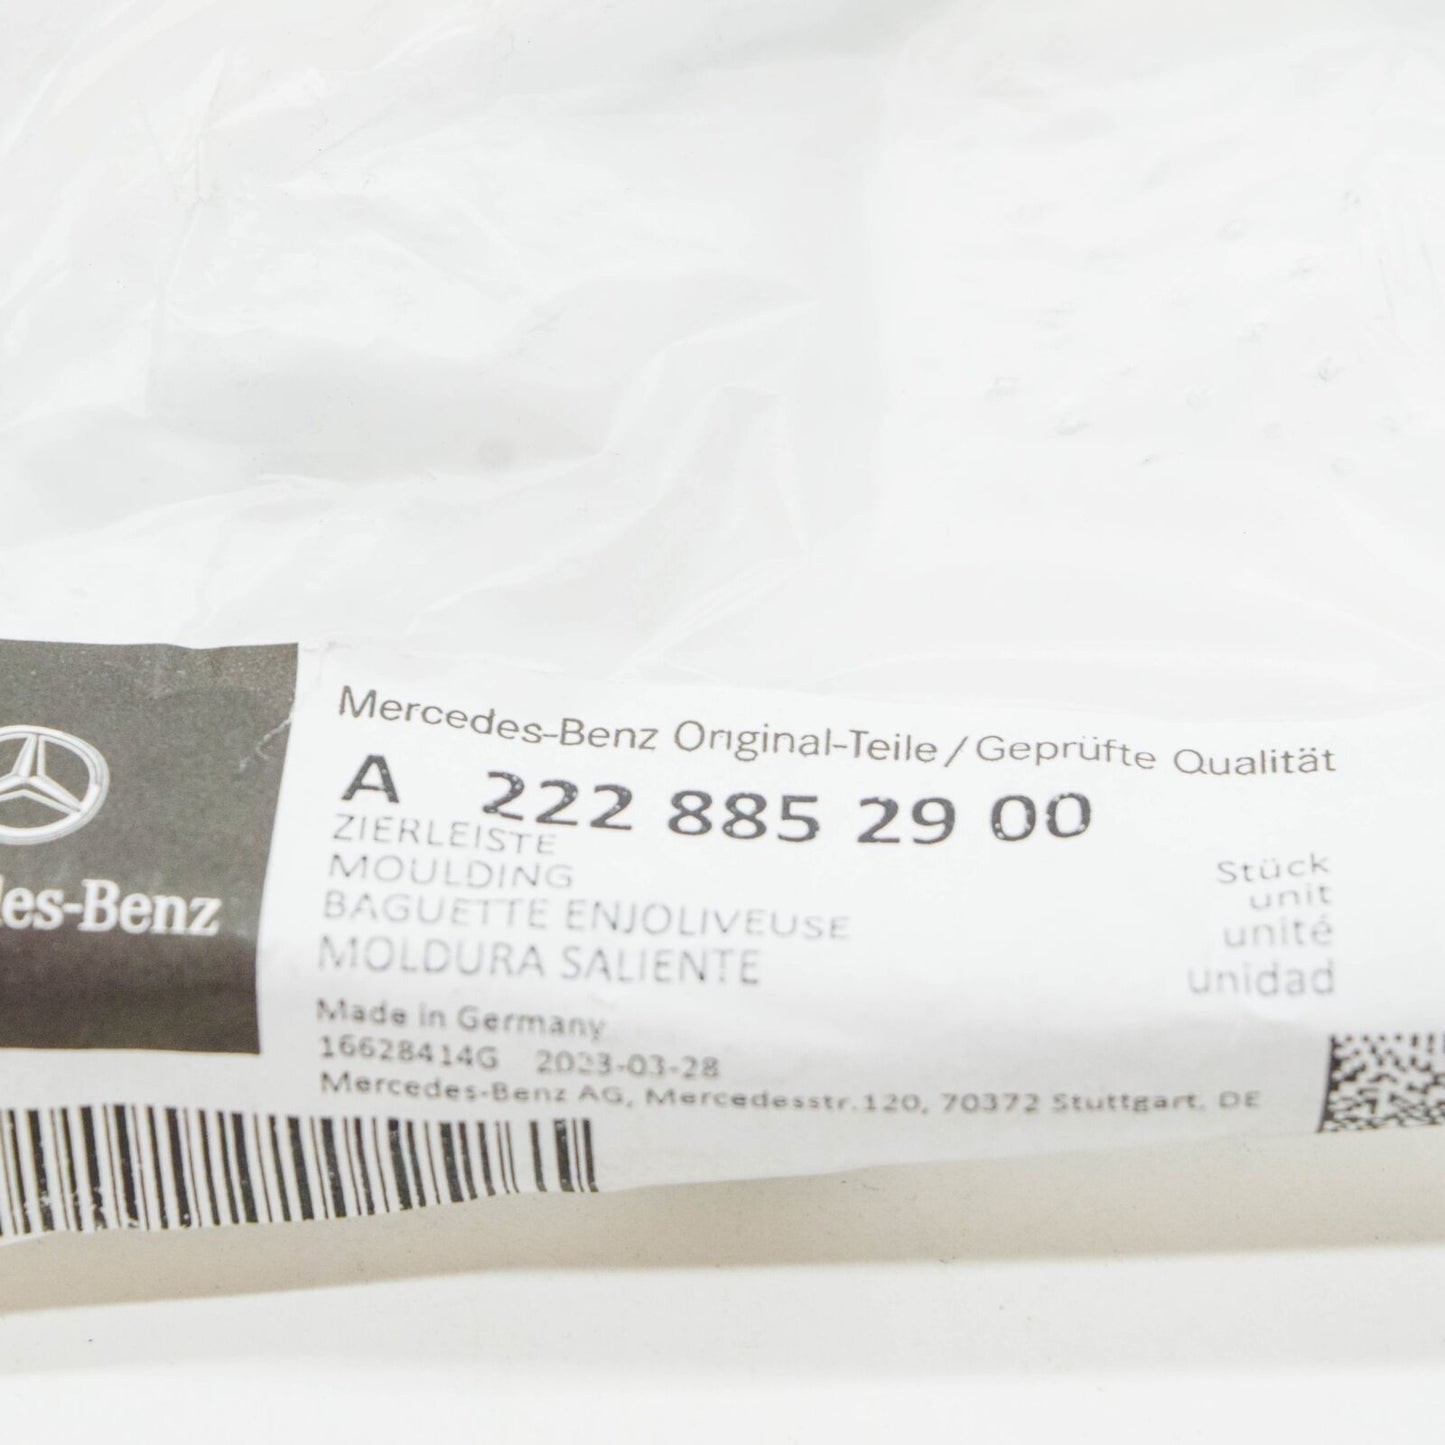 Mercedes-Benz Original-Teile / Geprüfte Qualität
A 222 885 29 00
ZIERLEISTE
MOULDING
BAGUETTE ENJOLIVEUSE
MOLDURA SALIENTE
Stück
unit
unité
unidad
Made in Germany
16628414G 2023-03-28
Mercedes-Benz AG, Mercedesstr.120, 70372 Stuttgart, DE
des-Benz